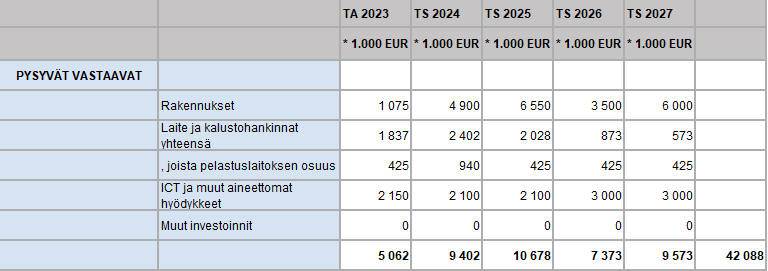 TA 2023 TS 2024 TS 2025 TS 2026 TS 2027
* 1.000 EUR * 1.000 EUR * 1.000 EUR * 1.000 EUR * 1.000 EUR
PYSYVÄT VASTAAVAT
Rakennukset 1 075 4 900 6 550 3 500 6 000
Laite ja kalustohankinnat
yhteensä 1 837 2 402 2 028 873 573
, joista pelastuslaitoksen osuus 425 940 425 425 425
ICT ja muut aineettomat
hyödykkeet 2 150 2 100 2 100 3 000 3 000
Muut investoinnit 0 0 0 0 0
5 062 9 402 10 678 7 373 9 573 42 088